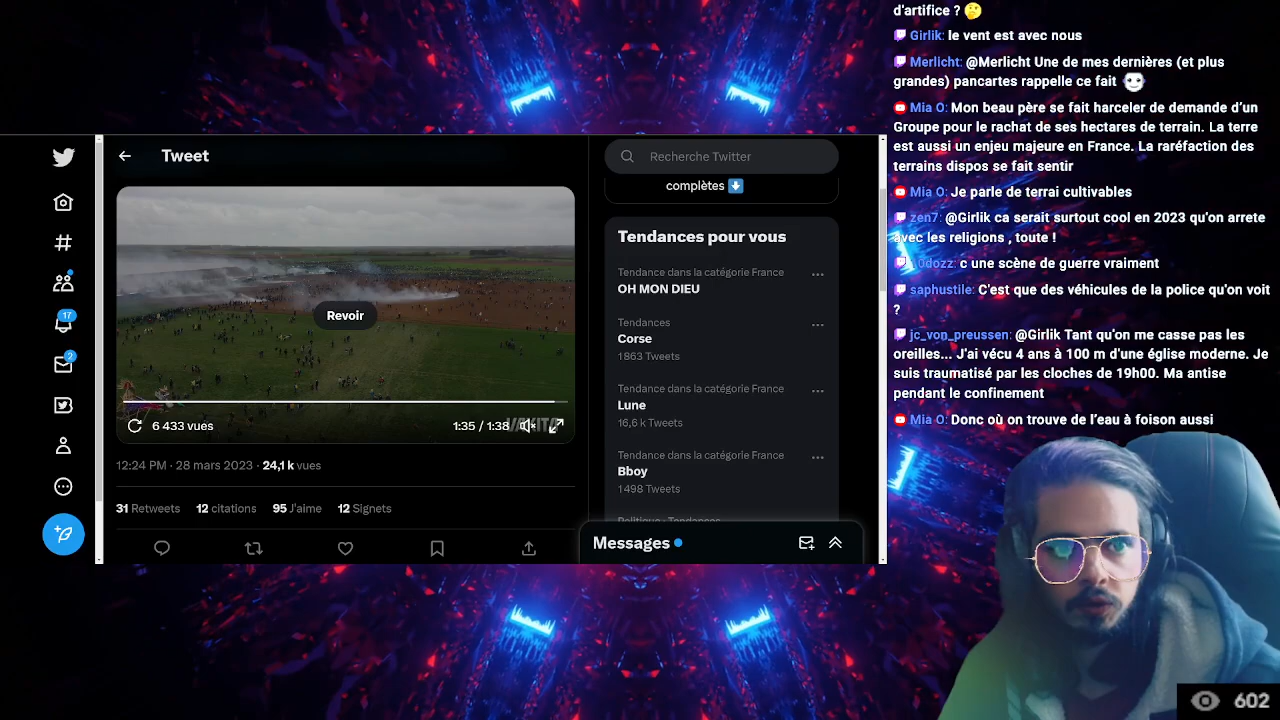 Tweet
Revoir
6 433 vues
1:35 / 1:38
VAKITA
12:24 PM · 28 mars 2023 · 24,1 k vues
31 Retweets 12 citations 95 J'aime 12 Signets
17
2
Recherche Twitter
complètes
Tendances pour vous
Tendance dans la catégorie France
OH MON DIEU
Tendances
Corse
1 863 Tweets
Tendance dans la catégorie France
Lune
16,6 k Tweets
Tendance dans la catégorie France
Bboy
1 498 Tweets
Politique · Tendances
Messages
d'artifice ? 🤔
Girlik: le vent est avec nous
Merlicht: @Merlicht Une de mes dernières (et plus
grandes) pancartes rappelle ce fait
Mia O: Mon beau père se fait harceler de demande d’un
Groupe pour le rachat de ses hectares de terrain. La terre
est aussi un enjeu majeure en France. La raréfaction des
terrains dispos se fait sentir
Mia O: Je parle de terrai cultivables
zen7: @Girlik ca serait surtout cool en 2023 qu'on arrete
avec les religions , toute !
c une scène de guerre vraiment
saphustile: C'est que des véhicules de la police qu'on voit
?
jc_von_preussen: @Girlik Tant qu'on me casse pas les
oreilles... J'ai vécu 4 ans à 100 m d'une église moderne. Je
suis traumatisé par les cloches de 19h00. Ma antise
pendant le confinement
Mia O: Donc où on trouve de l’eau à foison aussi
602